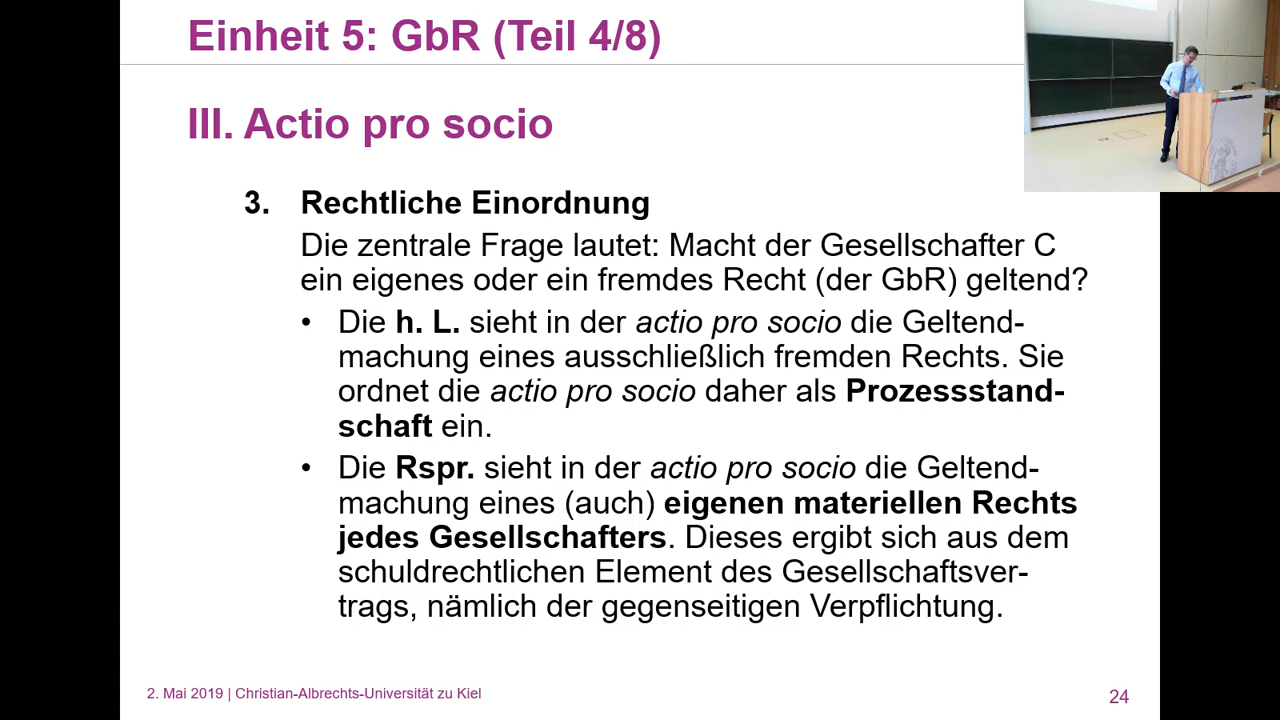 Einheit 5: GbR (Teil 4/8)
III. Actio pro socio
3. Rechtliche Einordnung
Die zentrale Frage lautet: Macht der Gesellschafter C
ein eigenes oder ein fremdes Recht (der GbR) geltend?
• Die h. L. sieht in der actio pro socio die Geltend-
machung eines ausschließlich fremden Rechts. Sie
ordnet die actio pro socio daher als Prozessstand-
schaft ein.
• Die Rspr. sieht in der actio pro socio die Geltend-
machung eines (auch) eigenen materiellen Rechts
jedes Gesellschafters. Dieses ergibt sich aus dem
schuldrechtlichen Element des Gesellschaftsver-
trags, nämlich der gegenseitigen Verpflichtung.
2. Mai 2019 | Christian-Albrechts-Universität zu Kiel
24